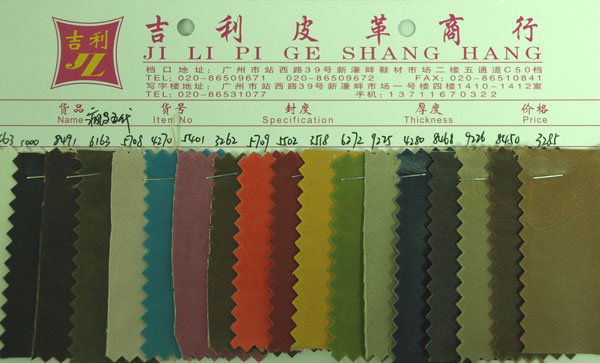 吉利
JL
吉利皮革商行
JI LI PI GE SHANG HANG
档口地址：广州市站西路39号新濠畔鞋材市场二楼五通道C50档
TEL：020-86509671 020-86509672 FAX：020-86510841
写字楼地址：广州市站西路39号新濠畔市场一号楼四楼1410-1412室
TEL：020-86531077 手机：13711670322
货品 货号 封度 厚度 价格
Name Item No Specification Thickness Price
1000 8491 6163 5708 4270 5401 3262 5709 5502 3518 6272 9225 4280 8468 9226 8450 3285